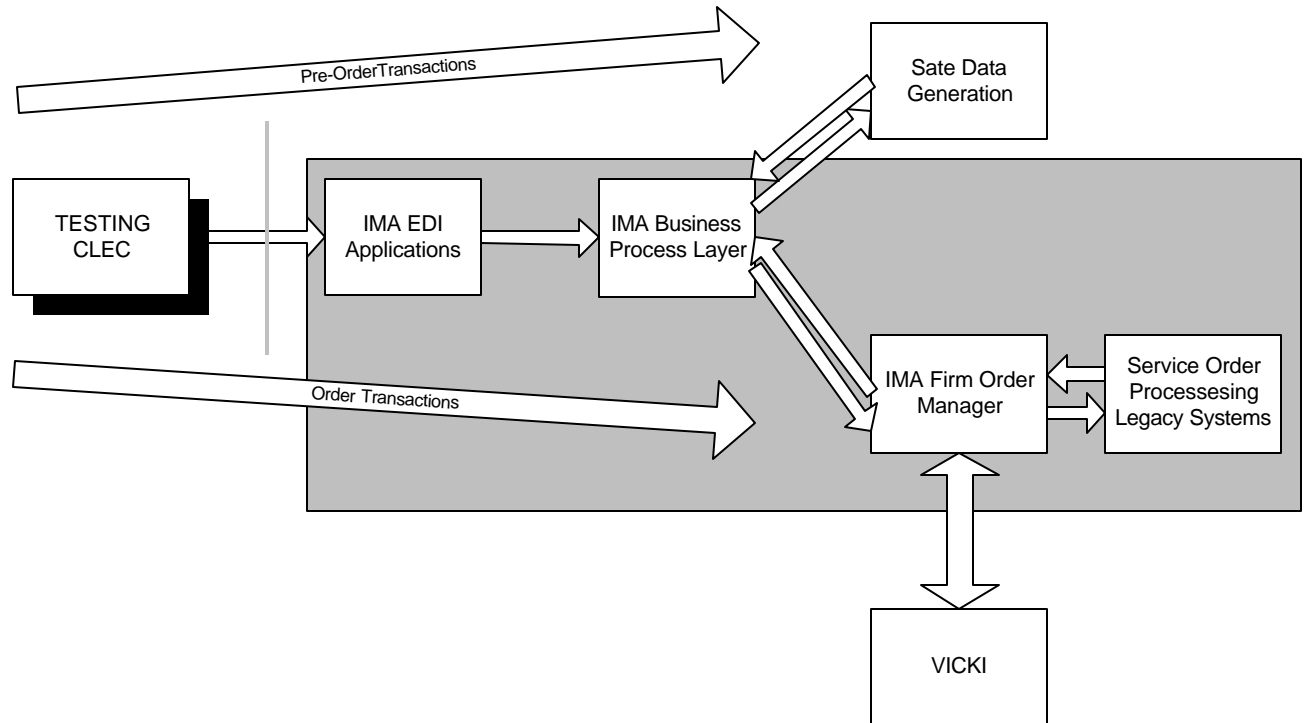 Pre-OrderTransactions
Sate Data
Generation
TESTING
CLEC
IMA EDI
Applications
IMA Business
Process Layer
Order Transactions
IMA Firm Order
Manager
Service Order
Processesing
Legacy Systems
VICKI